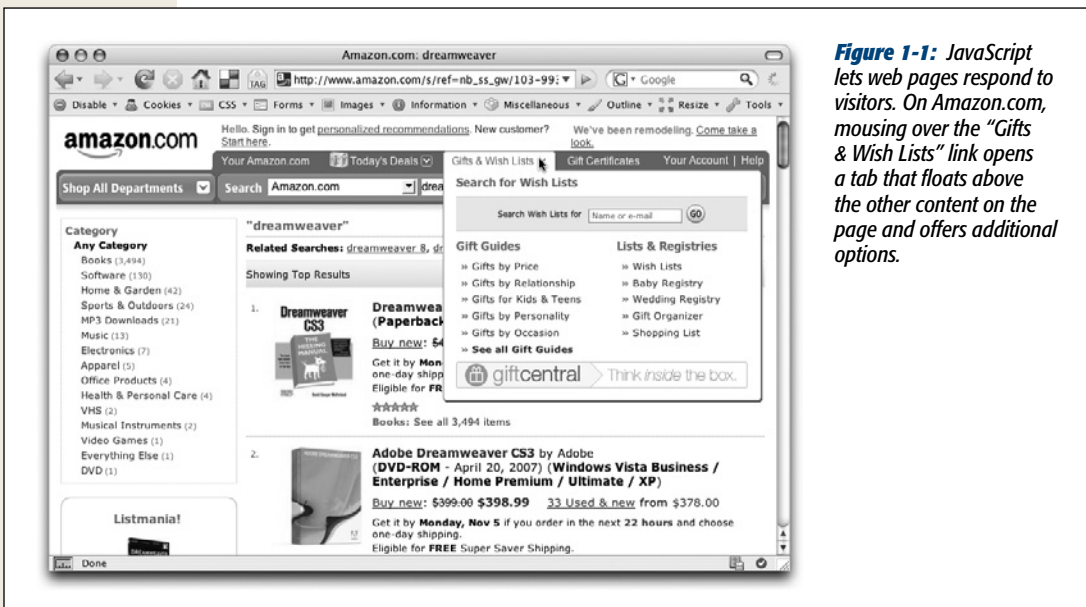 Amazon.com: dreamweaver
http://www.amazon.com/s/ref=nb_ss_gw/103-99
Google
Disable Cookies CSS Forms Images Information Miscellaneous Outline Resize Tools
amazon.com
Hello. Sign in to get personalized recommendations. New customer?
Start here.
We've been remodeling. Come take a
look.
Your Amazon.com Today's Deals Gifts & Wish Lists Gift Certificates Your Account | Help
Shop All Departments Search Amazon.com
Search for Wish Lists
Search Wish Lists for Name or e-mail GO
Gift Guides
» Gifts by Price
» Gifts by Relationship
» Gifts for Kids & Teens
» Gifts by Personality
» Gifts by Occasion
» See all Gift Guides
Lists & Registries
» Wish Lists
» Baby Registry
» Wedding Registry
» Gift Organizer
» Shopping List
giftcentral Think inside the box.
Category
Any Category
Books (3,494)
Software (130)
Home & Garden (42)
Sports & Outdoors (24)
MP3 Downloads (21)
Music (13)
Electronics (7)
Apparel (5)
Office Products (4)
Health & Personal Care (4)
VHS (2)
Musical Instruments (2)
Video Games (1)
Everything Else (1)
DVD (1)
Listmania!
"dreamweaver"
Related Searches: dreamweaver 8, dr
Showing Top Results
1.
Dreamweaver
CS3
THE
MISSING
MANUAL
Dreamwea
(Paperback
Buy new: $4
Get it by Mon
one-day shipp
Eligible for FR
Books: See all 3,494 items
2.
Adobe Dreamweaver CS3 by Adobe
(DVD-ROM - April 20, 2007) (Windows Vista Business /
Enterprise / Home Premium / Ultimate / XP)
Buy new: $399.00 $398.99 33 Used & new from $378.00
Get it by Monday, Nov 5 if you order in the next 22 hours and choose
one-day shipping.
Eligible for FREE Super Saver Shipping.
Done
Figure 1-1: JavaScript
lets web pages respond to
visitors. On Amazon.com,
mousing over the “Gifts
& Wish Lists” link opens
a tab that floats above
the other content on the
page and offers additional
options.